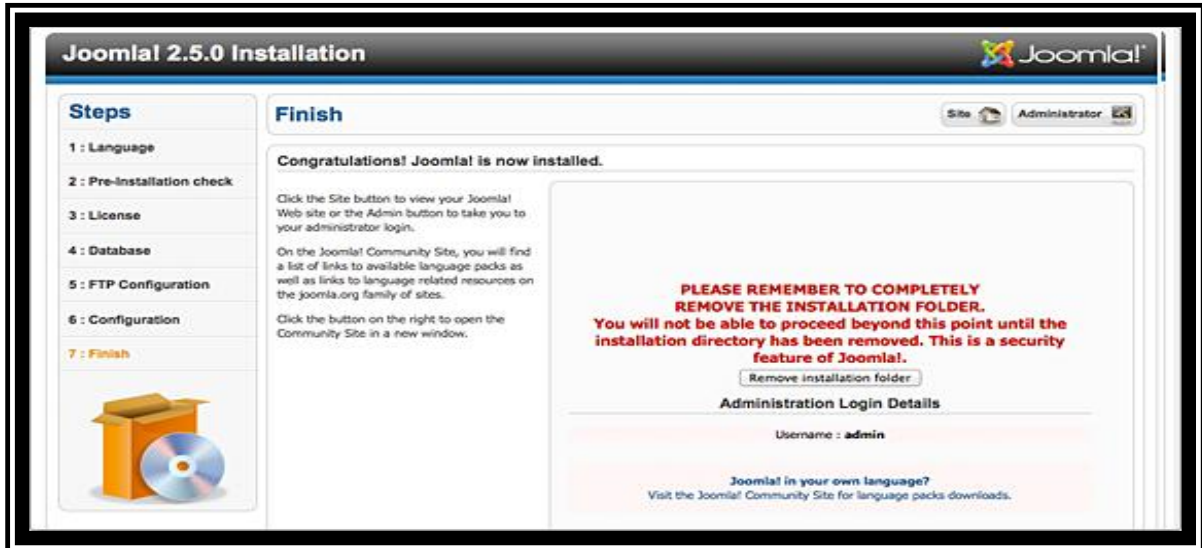 Joomla! 2.5.0 Installation
Joomla!
Steps
1 : Language
2 : Pre-Installation check
3 : License
4 : Database
5 : FTP Configuration
6 : Configuration
7 : Finish
Finish
Site
Administrator
Congratulations! Joomla! is now installed.
Click the Site button to view your Joomla!
Web site or the Admin button to take you to
your administrator login.
On the Joomla! Community Site, you will find
a list of links to available language packs as
well as links to language related resources on
the joomla.org family of sites.
Click the button on the right to open the
Community Site in a new window.
PLEASE REMEMBER TO COMPLETELY
REMOVE THE INSTALLATION FOLDER.
You will not be able to proceed beyond this point until the
installation directory has been removed. This is a security
feature of Joomla!.
Remove installation folder
Administration Login Details
Username : admin
Joomla! in your own language?
Visit the Joomla! Community Site for language packs downloads.